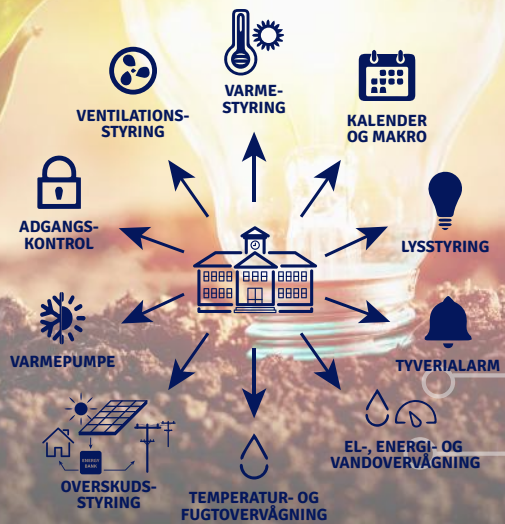 VARME-
STYRING
VENTILATIONS-
STYRING
KALENDER
OG MAKRO
ADGANGS-
KONTROL
LYSSTYRING
VARMEPUMPE
TYVERIALARM
ENERGY
BANK
OVERSKUDS-
STYRING
EL-, ENERGI- OG
VANDOVERVÅGNING
TEMPERATUR- OG
FUGTOVERVÅGNING